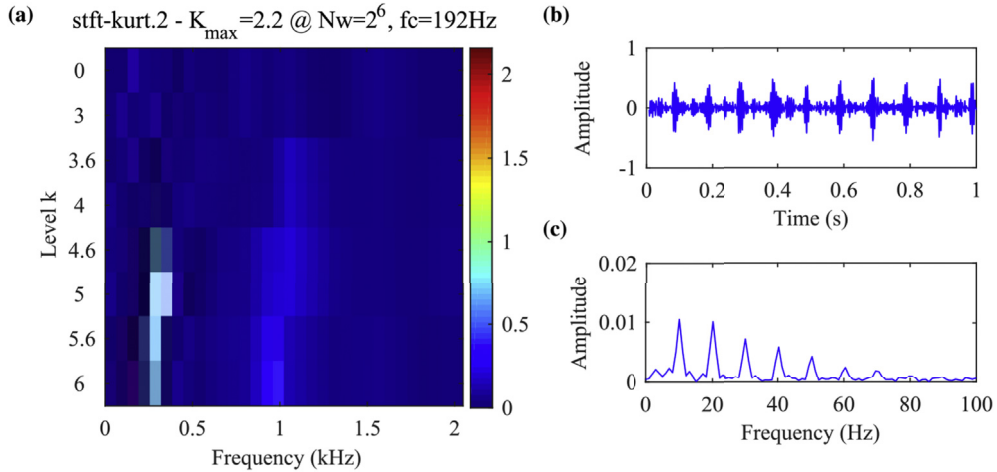 (a)
stft-kurt.2 - Kmax=2.2 @ Nw=2^6, fc=192Hz
Level k
0
3
3.6
4
4.6
5
5.6
6
0 0.5 1 1.5 2
Frequency (kHz)
2
1.5
1
0.5
0
(b)
Amplitude
1
0
-1
0 0.2 0.4 0.6 0.8 1
Time (s)
(c)
Amplitude
0.02
0.01
0
0 20 40 60 80 100
Frequency (Hz)